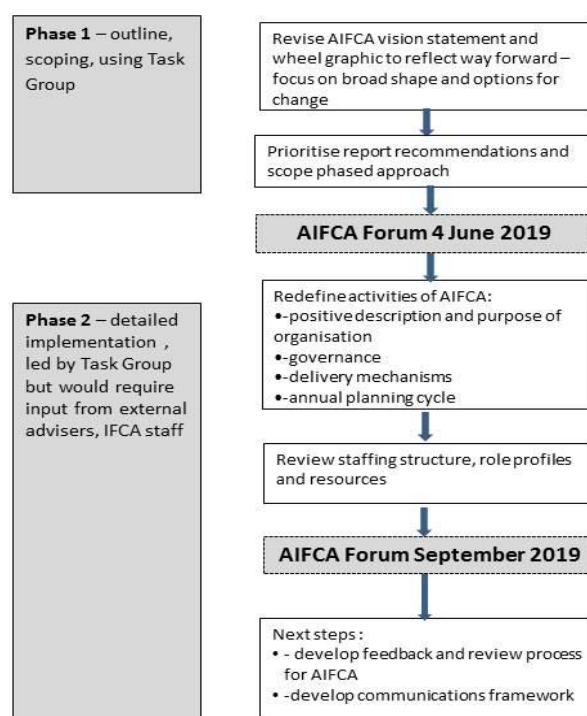 Phase 1 – outline,
scoping, using Task
Group
Revise AIFCA vision statement and
wheel graphic to reflect way forward –
focus on broad shape and options for
change
Prioritise report recommendations and
scope phased approach
AIFCA Forum 4 June 2019
Phase 2 – detailed
implementation ,
led by Task Group
but would require
input from external
advisers, IFCA staff
Redefine activities of AIFCA:
•-positive description and purpose of
organisation
•-governance
•-delivery mechanisms
•-annual planning cycle
Review staffing structure, role profiles
and resources
AIFCA Forum September 2019
Next steps :
• - develop feedback and review process
for AIFCA
• -develop communications framework